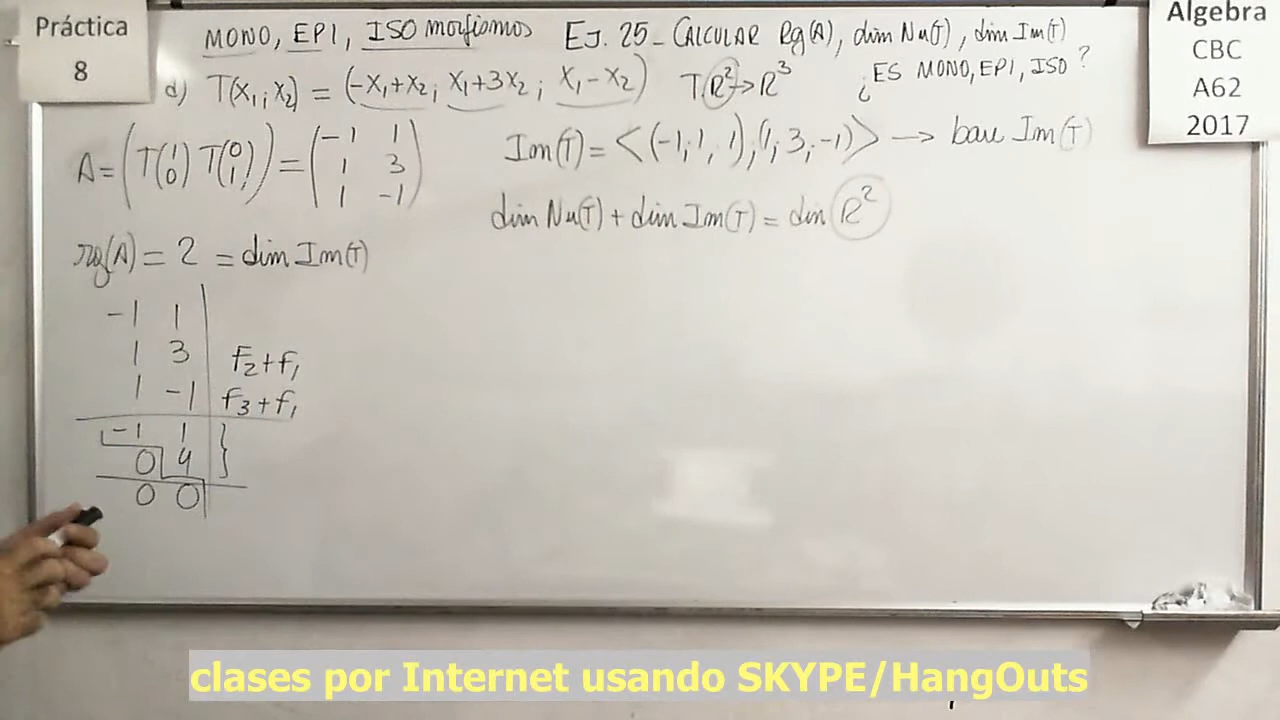 Práctica
8
MONO, EPI, ISO morfismos EJ. 25_ CALCULAR Rg(A), dim Nu(T), dim Im(T)
¿ES MONO, EPI, ISO?
d) T(x₁; x₂) = (-x₁+x₂; x₁+3x₂; x₁-x₂) T: R²→R³
Algebra
CBC
A62
2017
A = (T(1 0) T(0 1)) = (-1 1
1 3
1 -1)
rg(A) = 2 = dim Im(T)
-1 1
1 3 f₂+f₁
1 -1 f₃+f₁
-1 1 }
0 4
0 0
Im(T) = <(-1; 1, 1), (1, 3, -1)> → base Im(T)
dim Nu(T) + dim Im(T) = dim R²
clases por Internet usando SKYPE/HangOuts